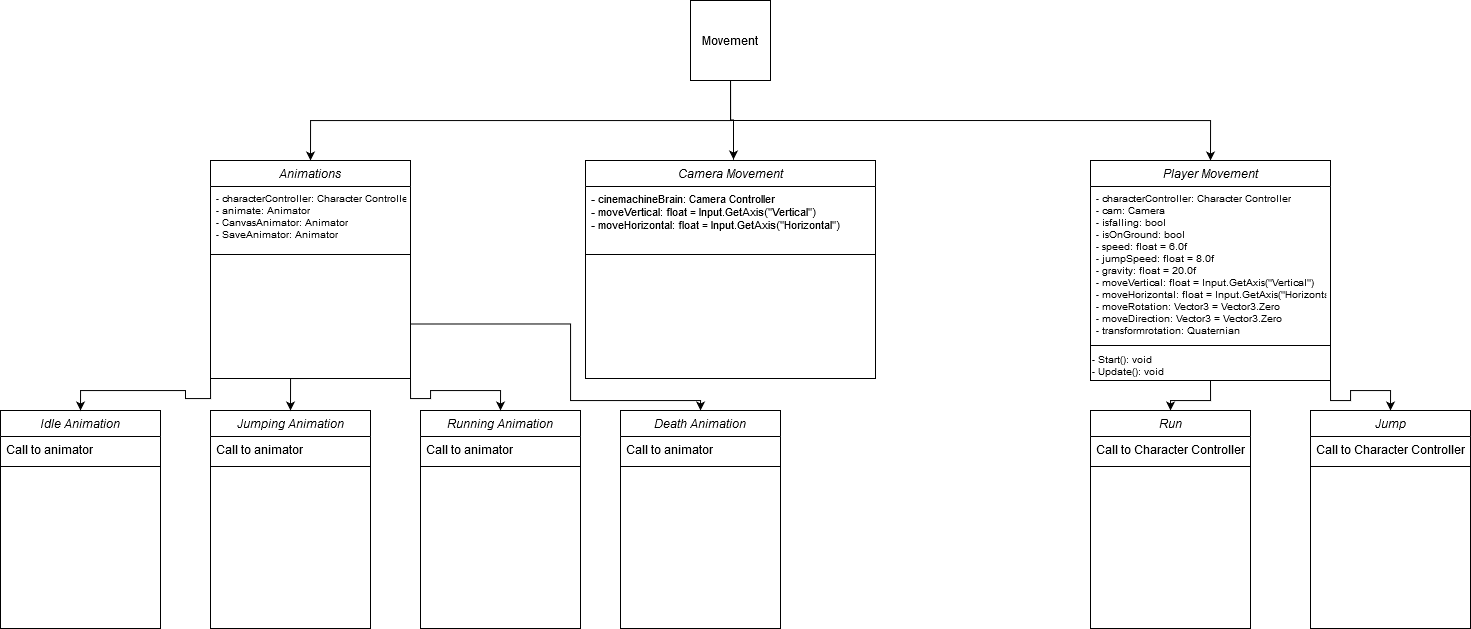 Movement
Animations
- characterController: Character Controlle
- animate: Animator
- CanvasAnimator: Animator
- SaveAnimator: Animator
Camera Movement
- cinemachineBrain: Camera Controller
- moveVertical: float = Input.GetAxis("Vertical")
- moveHorizontal: float = Input.GetAxis("Horizontal")
Player Movement
- characterController: Character Controller
- cam: Camera
- isfalling: bool
- isOnGround: bool
- speed: float = 6.0f
- jumpSpeed: float = 8.0f
- gravity: float = 20.0f
- moveVertical: float = Input.GetAxis("Vertical")
- moveHorizontal: float = Input.GetAxis("Horizonta
- moveRotation: Vector3 = Vector3.Zero
- moveDirection: Vector3 = Vector3.Zero
- transformrotation: Quaternian
- Start(): void
- Update(): void
Idle Animation
Call to animator
Jumping Animation
Call to animator
Running Animation
Call to animator
Death Animation
Call to animator
Run
Call to Character Controller
Jump
Call to Character Controller